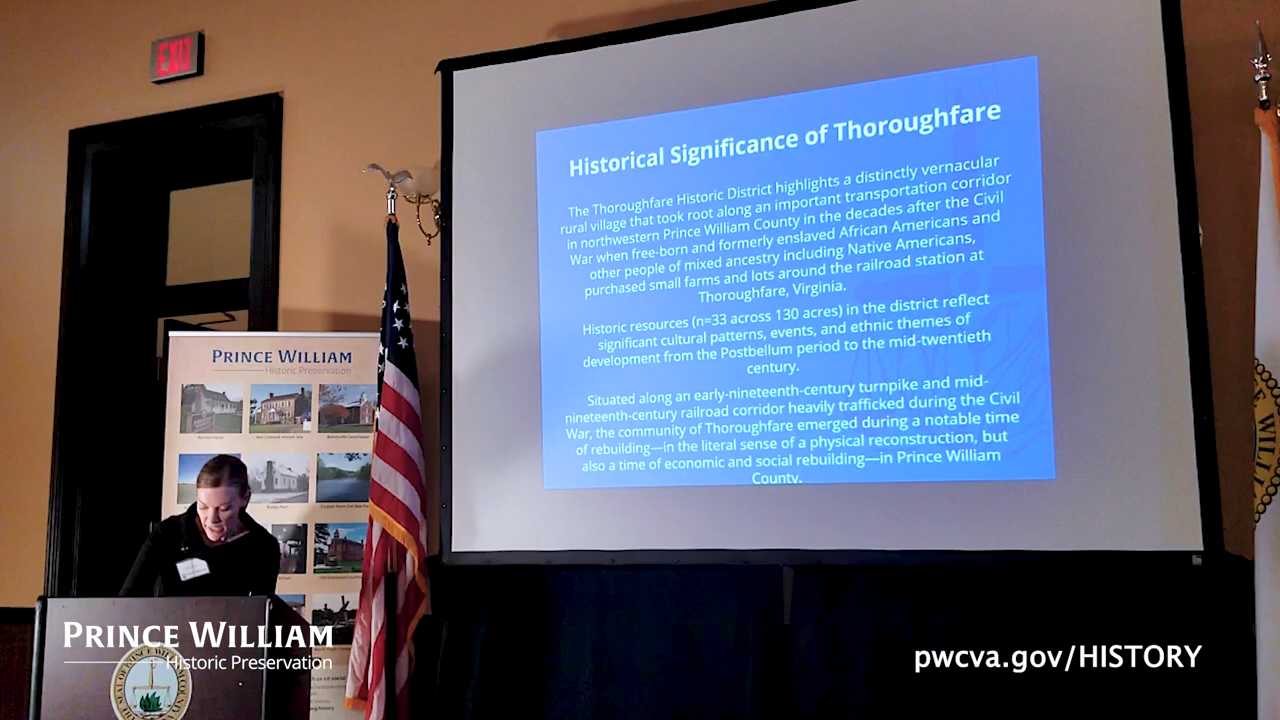 EXIT
Historical Significance of Thoroughfare
The Thoroughfare Historic District highlights a distinctly vernacular
rural village that took root along an important transportation corridor
in northwestern Prince William County in the decades after the Civil
War when free-born and formerly enslaved African Americans and
other people of mixed ancestry including Native Americans,
purchased small farms and lots around the railroad station at
Thoroughfare, Virginia.
Historic resources (n=33 across 130 acres) in the district reflect
significant cultural patterns, events, and ethnic themes of
development from the Postbellum period to the mid-twentieth
century.
Situated along an early-nineteenth-century turnpike and mid-
nineteenth-century railroad corridor heavily trafficked during the Civil
War, the community of Thoroughfare emerged during a notable time
of rebuilding—in the literal sense of a physical reconstruction, but
also a time of economic and social rebuilding—in Prince William
County.
PRINCE WILLIAM
Historic Preservation
PRINCE WILLIAM
Historic Preservation
pwcva.gov/HISTORY